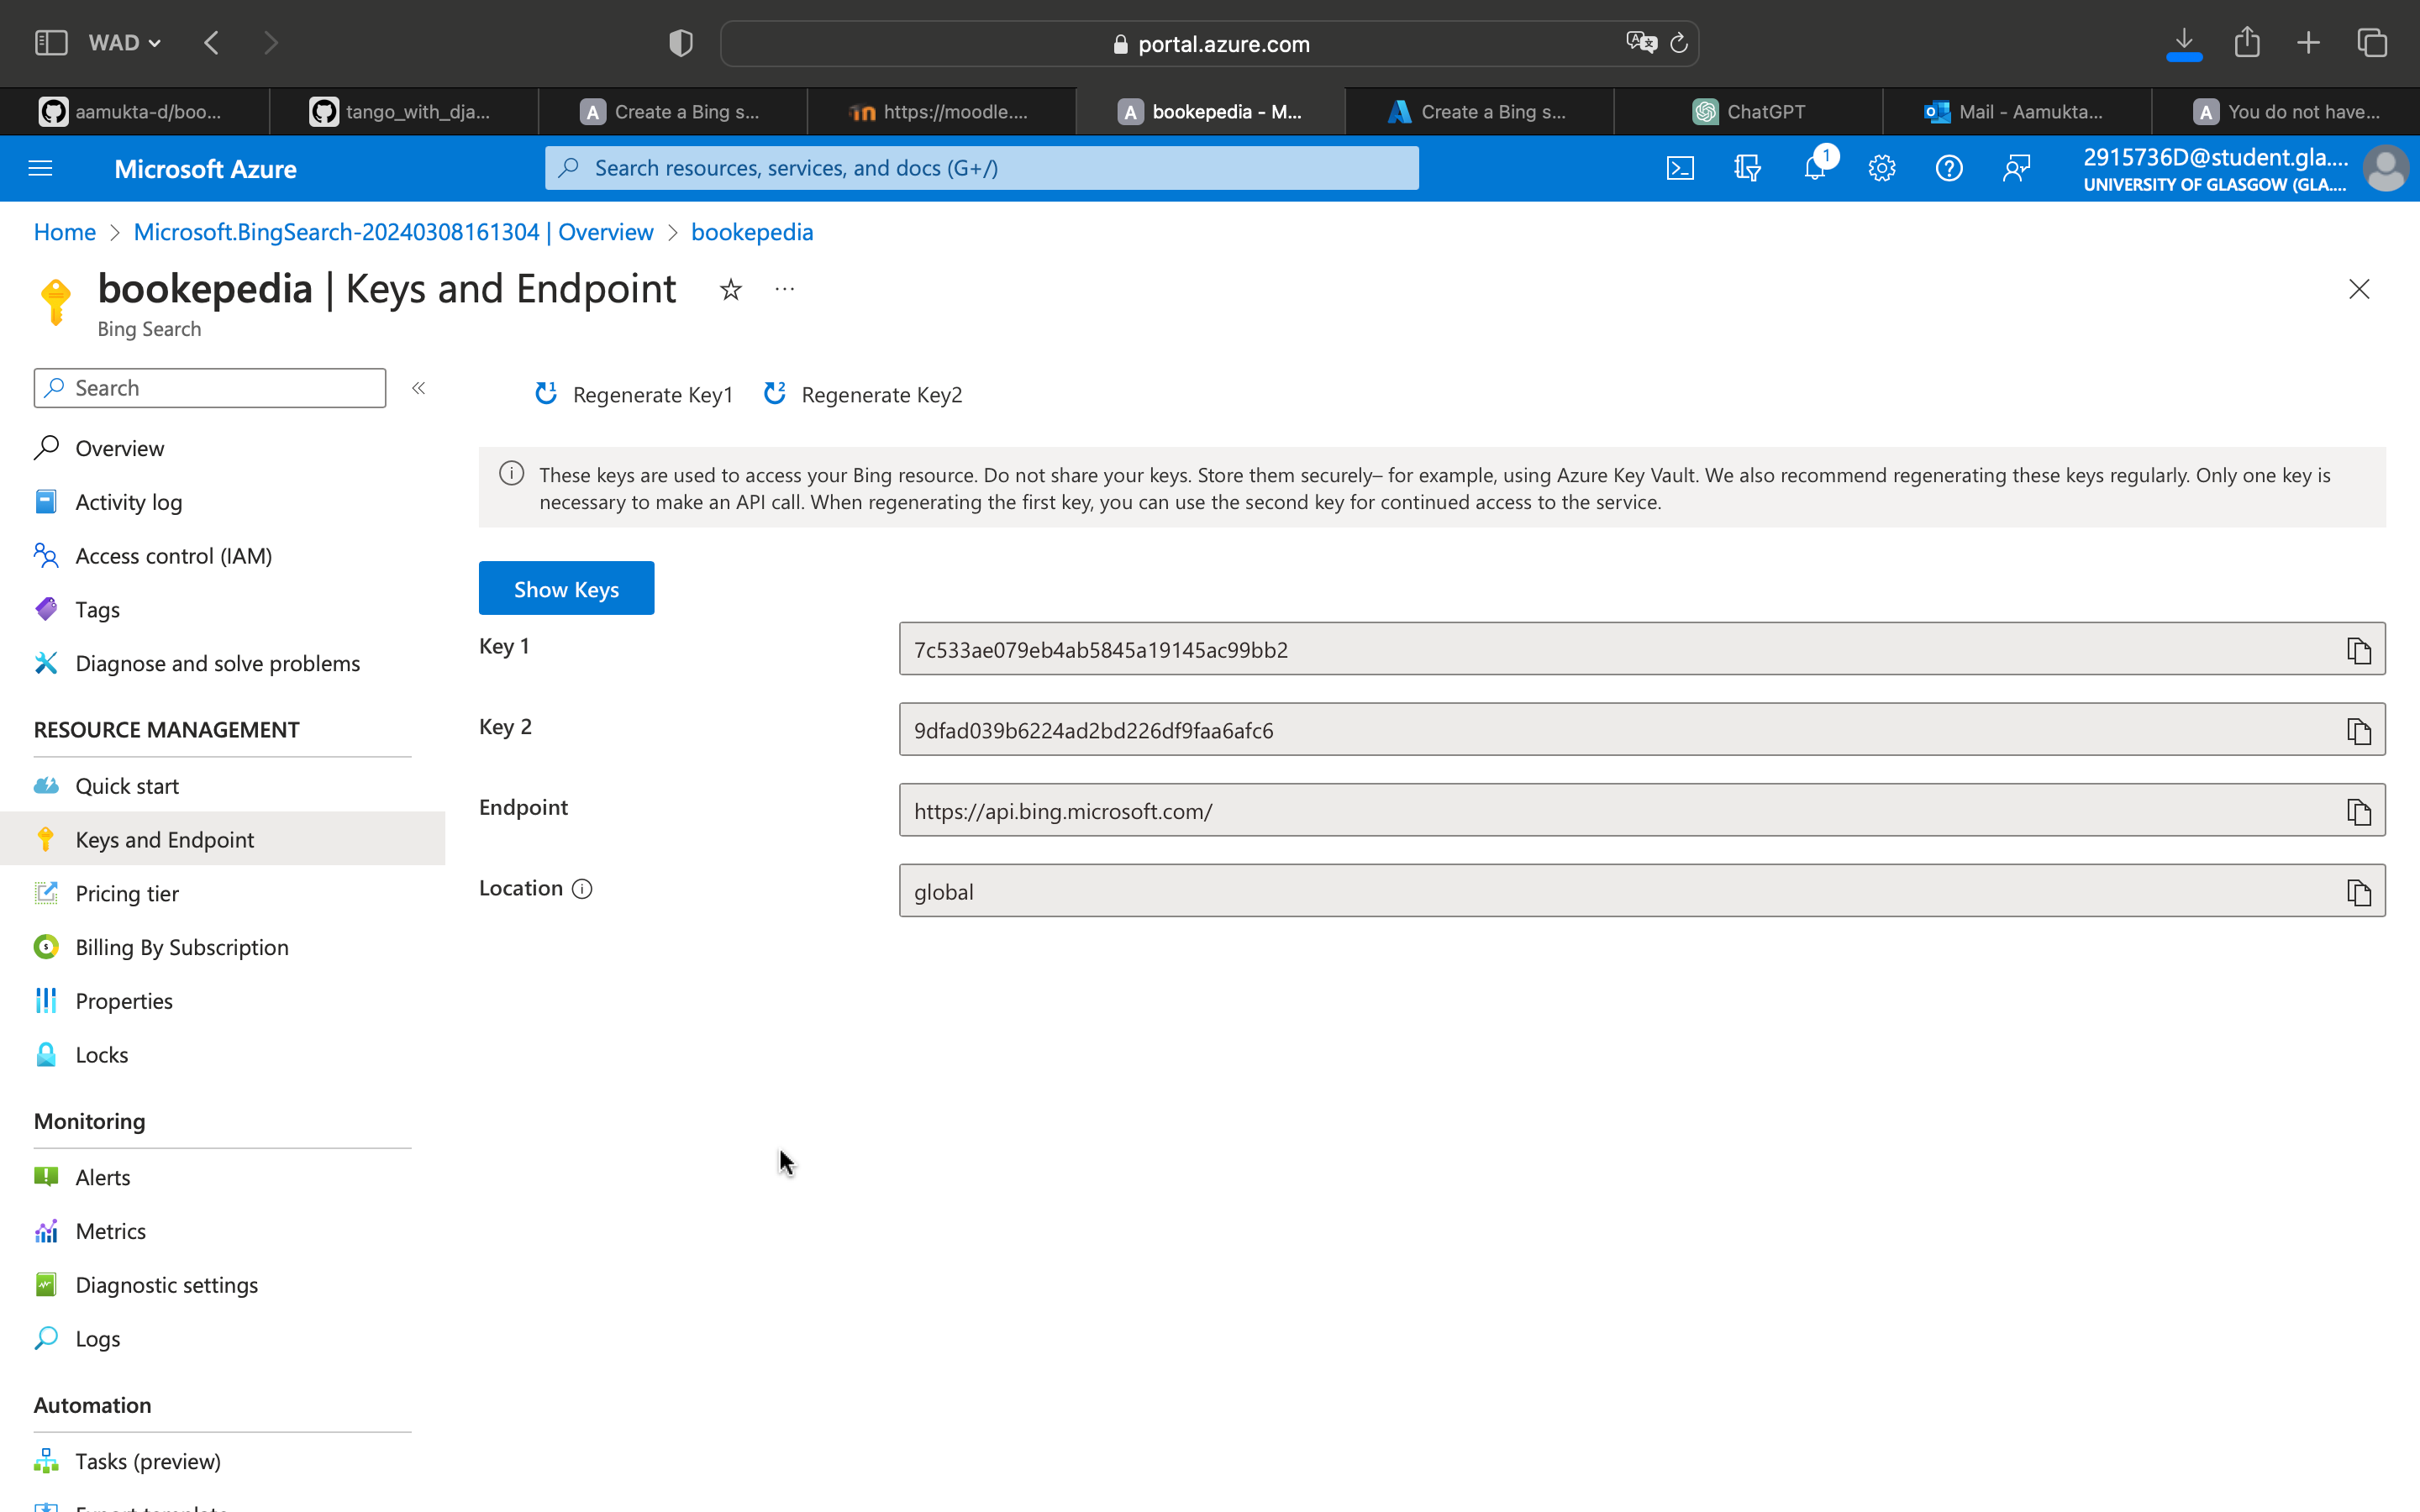 WAD
portal.azure.com
aamukta-d/boo...
tango_with_dja...
Create a Bing s...
https://moodle....
bookepedia - M...
Create a Bing s...
ChatGPT
Mail - Aamukta...
You do not have...
Microsoft Azure
Search resources, services, and docs (G+/)
1
2915736D@student.gla....
UNIVERSITY OF GLASGOW (GLA....
Home > Microsoft.BingSearch-20240308161304 | Overview > bookepedia
bookepedia | Keys and Endpoint
Bing Search
Search
Overview
Activity log
Access control (IAM)
Tags
Diagnose and solve problems
RESOURCE MANAGEMENT
Quick start
Keys and Endpoint
Pricing tier
Billing By Subscription
Properties
Locks
Monitoring
Alerts
Metrics
Diagnostic settings
Logs
Automation
Tasks (preview)
Export template
Regenerate Key1
Regenerate Key2
These keys are used to access your Bing resource. Do not share your keys. Store them securely– for example, using Azure Key Vault. We also recommend regenerating these keys regularly. Only one key is
necessary to make an API call. When regenerating the first key, you can use the second key for continued access to the service.
Show Keys
Key 1
7c533ae079eb4ab5845a19145ac99bb2
Key 2
9dfad039b6224ad2bd226df9faa6afc6
Endpoint
https://api.bing.microsoft.com/
Location
global